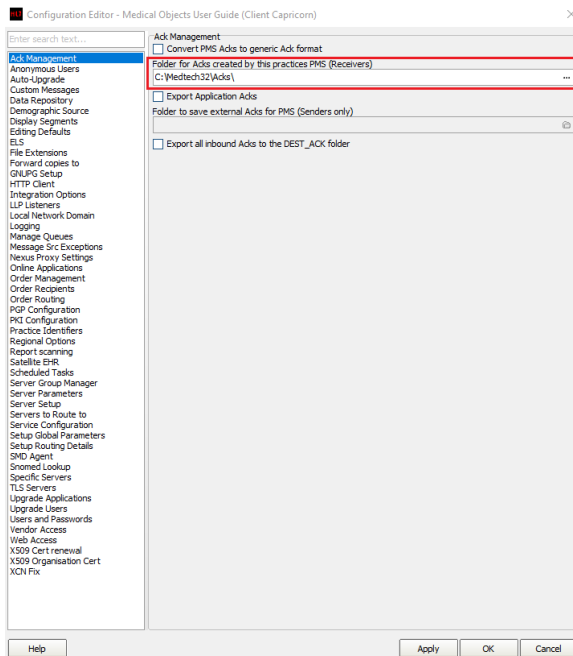 Configuration Editor - Medical Objects User Guide (Client Capricorn)
Enter search text...
Ack Management
Anonymous Users
Auto-Upgrade
Custom Messages
Data Repository
Demographic Source
Display Segments
Editing Defaults
ELS
File Extensions
Forward copies to
GNUPG Setup
HTTP Client
Integration Options
LLP Listeners
Local Network Domain
Logging
Manage Queues
Message Src Exceptions
Nexus Proxy Settings
Online Applications
Order Management
Order Recipients
Order Routing
PGP Configuration
PKI Configuration
Practice Identifiers
Regional Options
Report scanning
Satellite EHR
Scheduled Tasks
Server Group Manager
Server Parameters
Server Setup
Servers to Route to
Service Configuration
Setup Global Parameters
Setup Routing Details
SMD Agent
Snomed Lookup
Specific Servers
TLS Servers
Upgrade Applications
Upgrade Users
Users and Passwords
Vendor Access
Web Access
X509 Cert renewal
X509 Organisation Cert
XCN Fix
Ack Management
Convert PMS Acks to generic Ack format
Folder for Acks created by this practices PMS (Receivers)
C:\Medtech32\Acks\ ...
Export Application Acks
Folder to save external Acks for PMS (Senders only)
Export all inbound Acks to the DEST_ACK folder
Help Apply OK Cancel